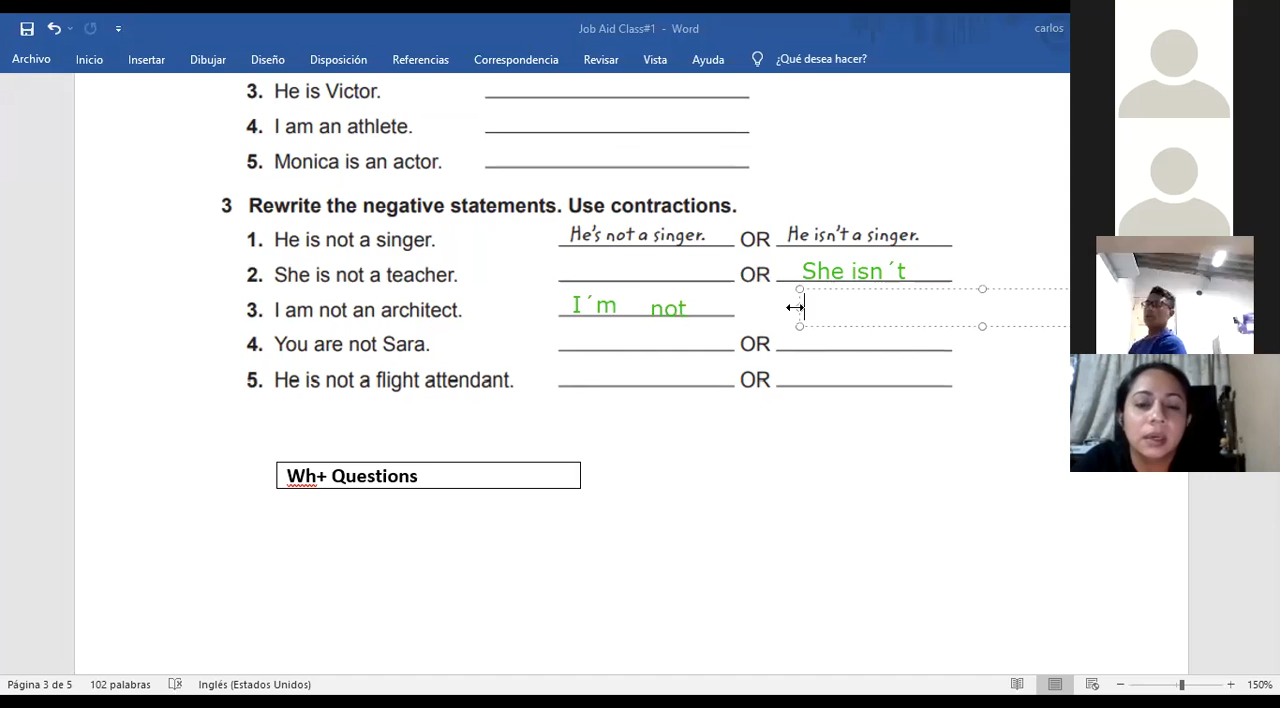 Job Aid Class#1 - Word
carlos
Archivo Inicio Insertar Dibujar Diseño Disposición Referencias Correspondencia Revisar Vista Ayuda ¿Qué desea hacer?
3. He is Victor.
4. I am an athlete.
5. Monica is an actor.
3 Rewrite the negative statements. Use contractions.
1. He is not a singer. He's not a singer. OR He isn't a singer.
2. She is not a teacher. OR She isn´t
3. I am not an architect. I´m not
4. You are not Sara. OR
5. He is not a flight attendant. OR
Wh+ Questions
Página 3 de 5 102 palabras Inglés (Estados Unidos) 150%